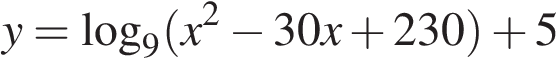 y = log₉(x² − 30x + 230) + 5